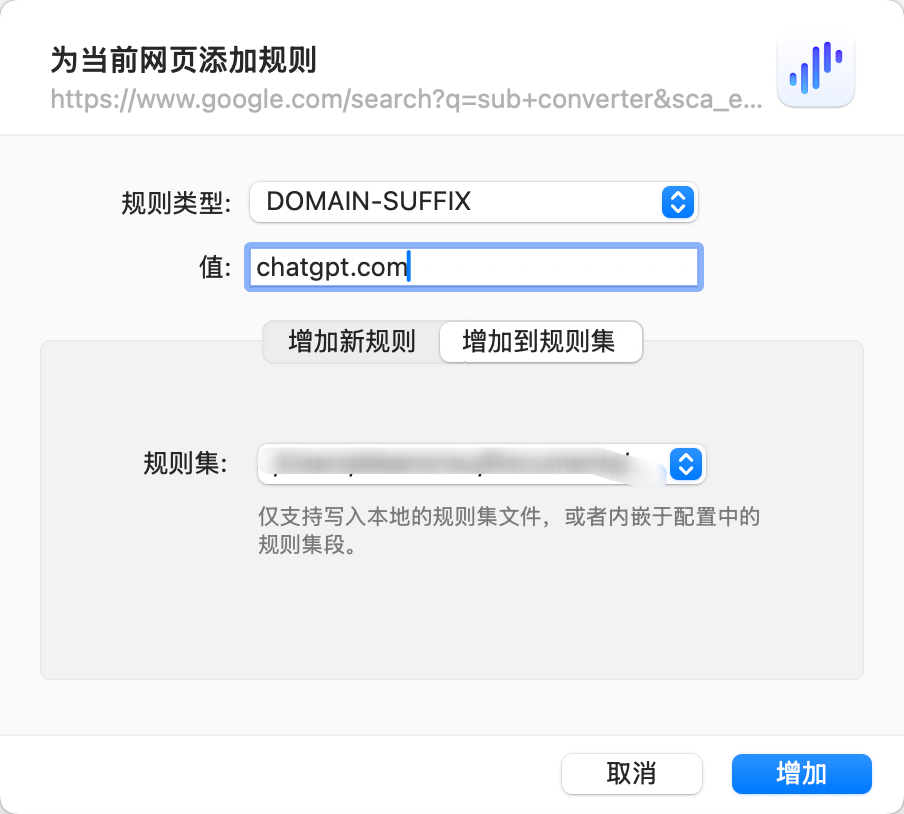 为当前网页添加规则
https://www.google.com/search?q=sub+converter&sca_e...
规则类型: DOMAIN-SUFFIX
值: chatgpt.com
增加新规则 增加到规则集
规则集:
仅支持写入本地的规则集文件，或者内嵌于配置中的
规则集段。
取消 增加